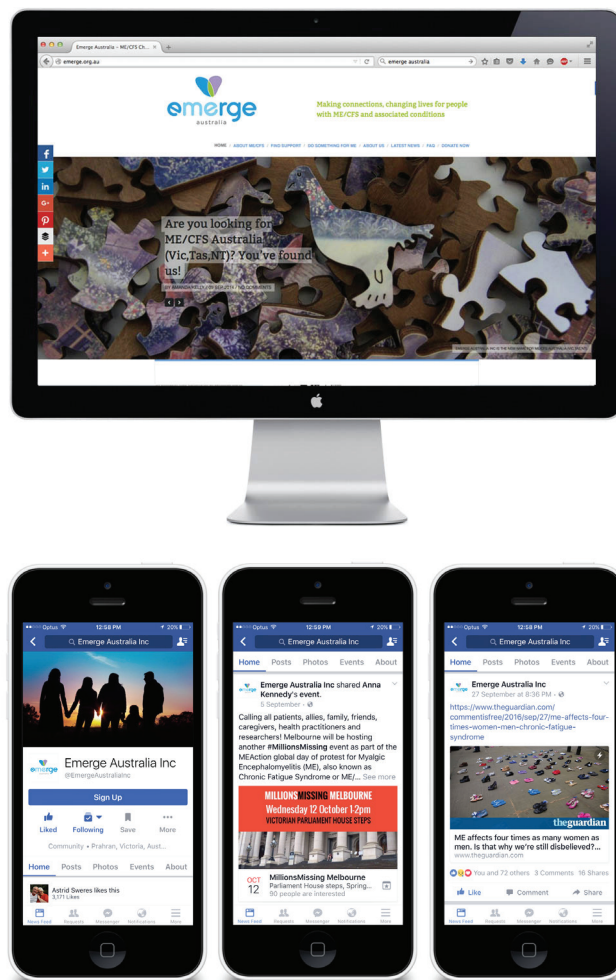 Emerge Australia – ME/CFS Ch...
emerge.org.au
emerge australia
emerge
australia
Making connections, changing lives for people
with ME/CFS and associated conditions
HOME / ABOUT ME/CFS / FIND SUPPORT / DO SOMETHING FOR ME / ABOUT US / LATEST NEWS / FAQ / DONATE NOW
Are you looking for
ME/CFS Australia
(Vic,Tas,NT)? You've found
us!
Optus 12:58 PM 20%
Emerge Australia Inc
emerge
Emerge Australia Inc
@EmergeAustraliaInc
Sign Up
Liked Following Save More
Community • Prahran, Victoria, Aust...
Home Posts Photos Events About
Astrid Sweres likes this
3,171 Likes
News Feed Requests Messenger Notifications More
Optus 12:59 PM 20%
Emerge Australia Inc
Home Posts Photos Events About
emerge
Emerge Australia Inc shared Anna
Kennedy's event.
5 September
Calling all patients, allies, family, friends,
caregivers, health practitioners and
researchers! Melbourne will be hosting
another #MillionsMissing event as part of the
MEAction global day of protest for Myalgic
Encephalomyelitis (ME), also known as
Chronic Fatigue Syndrome or ME/... See more
MILLIONSMISSING MELBOURNE
Wednesday 12 October 1-2pm
VICTORIAN PARLIAMENT HOUSE STEPS
OCT
12
MillionsMissing Melbourne
Parliament House steps, Spring...
90 people are interested
News Feed Requests Messenger Notifications More
Optus 12:58 PM 20%
Emerge Australia Inc
Home Posts Photos Events About
emerge
Emerge Australia Inc
27 September at 8:36 PM
https://www.theguardian.com/
commentisfree/2016/sep/27/me-affects-four-
times-women-men-chronic-fatigue-
syndrome
theguardian
ME affects four times as many women as
men. Is that why we're still disbelieved?...
www.theguardian.com
You and 72 others 3 Comments 16 Shares
Like Comment Share
News Feed Requests Messenger Notifications More